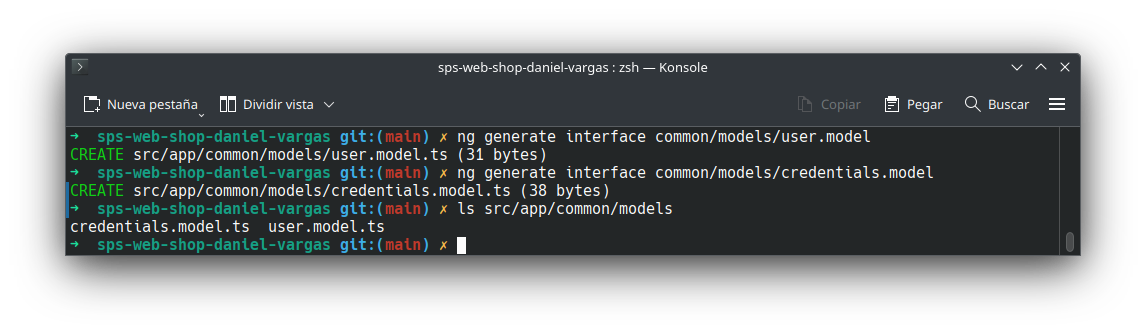 sps-web-shop-daniel-vargas : zsh — Konsole
Nueva pestaña Dividir vista Copiar Pegar Buscar
➜ sps-web-shop-daniel-vargas git:(main) ✗ ng generate interface common/models/user.model
CREATE src/app/common/models/user.model.ts (31 bytes)
➜ sps-web-shop-daniel-vargas git:(main) ✗ ng generate interface common/models/credentials.model
CREATE src/app/common/models/credentials.model.ts (38 bytes)
➜ sps-web-shop-daniel-vargas git:(main) ✗ ls src/app/common/models
credentials.model.ts user.model.ts
➜ sps-web-shop-daniel-vargas git:(main) ✗